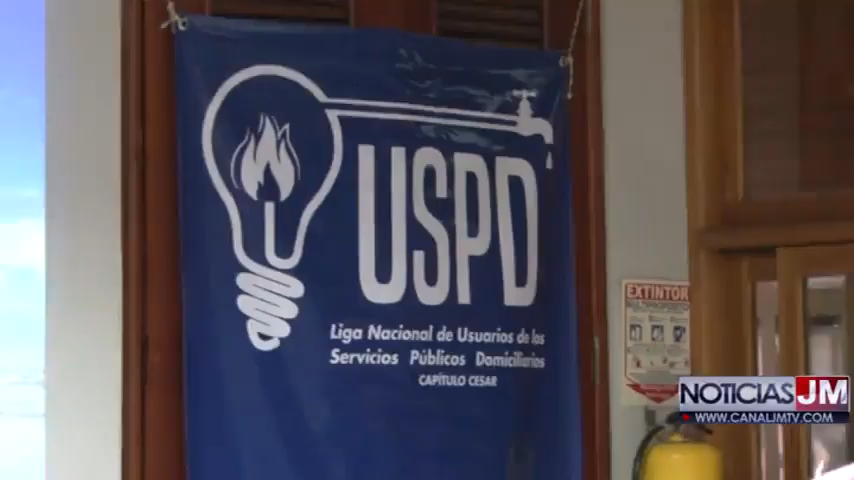 USPD
Liga Nacional de Usuarios de los
Servicios Públicos Domiciliarios
CAPÍTULO CESAR
EXTINTOR
NOTICIAS JM
WWW.CANALJMTV.COM